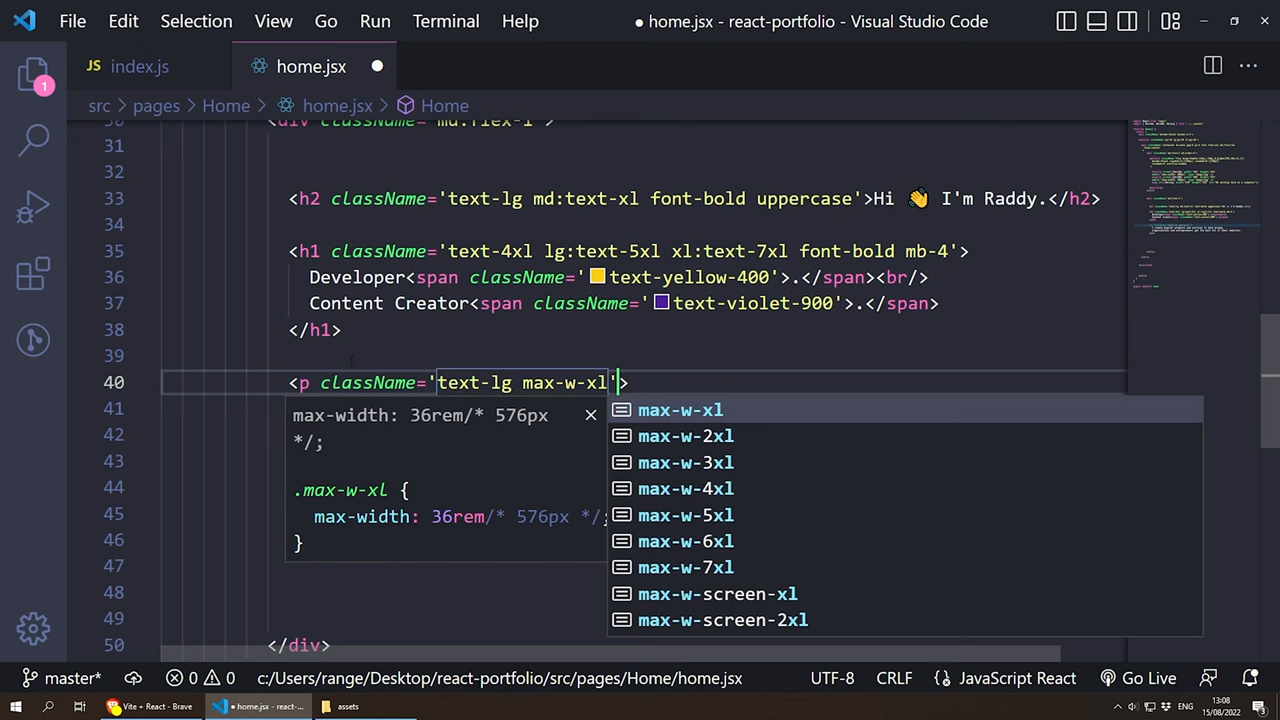 File Edit Selection View Go Run Terminal Help ● home.jsx - react-portfolio - Visual Studio Code
JS index.js home.jsx
1
src > pages > Home > home.jsx > Home
30 <div className='md:flex-1'>
31
32
33 <h2 className='text-lg md:text-xl font-bold uppercase'>Hi 👋 I'm Raddy.</h2>
34
35 <h1 className='text-4xl lg:text-5xl xl:text-7xl font-bold mb-4'>
36 Developer<span className='text-yellow-400'>.</span><br/>
37 Content Creator<span className='text-violet-900'>.</span>
38 </h1>
39
40 <p className='text-lg max-w-xl'>
41
42
43
44
45
46
47
48
49
50 </div>
max-width: 36rem/* 576px
*/;
.max-w-xl {
max-width: 36rem/* 576px */;
}
max-w-xl
max-w-2xl
max-w-3xl
max-w-4xl
max-w-5xl
max-w-6xl
max-w-7xl
max-w-screen-xl
max-w-screen-2xl
master* 0 0 c:/Users/range/Desktop/react-portfolio/src/pages/Home/home.jsx UTF-8 CRLF {} JavaScript React Go Live
Vite + React - Brave ● home.jsx - react-... assets
13:08
15/08/2022
3